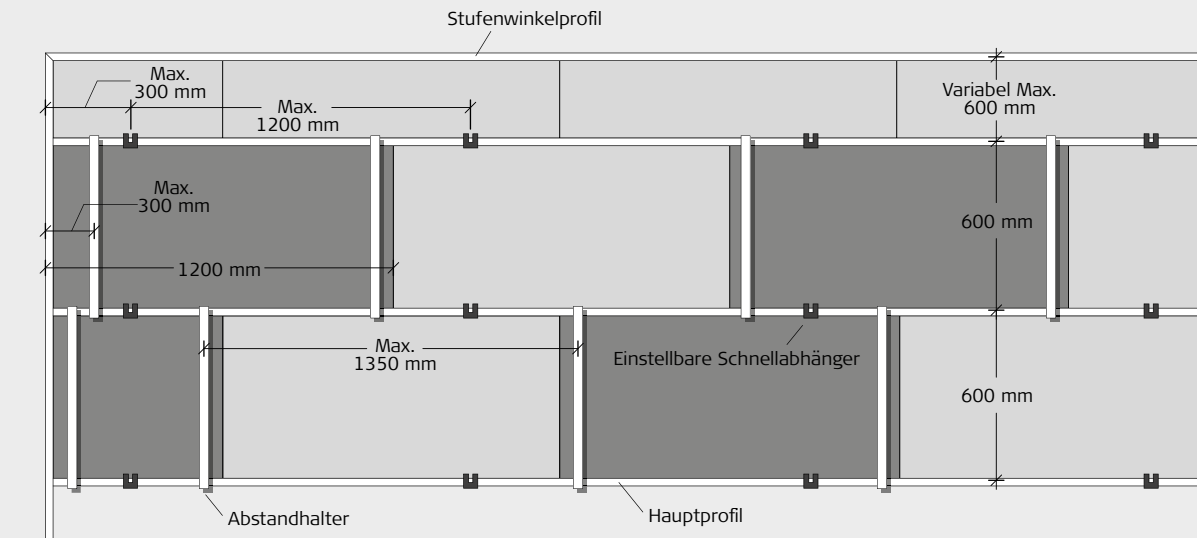 Stufenwinkelprofil
Max.
300 mm
Max.
1200 mm
Variabel Max.
600 mm
Max.
300 mm
600 mm
1200 mm
Max.
1350 mm
Einstellbare Schnellabhänger
600 mm
Abstandhalter
Hauptprofil